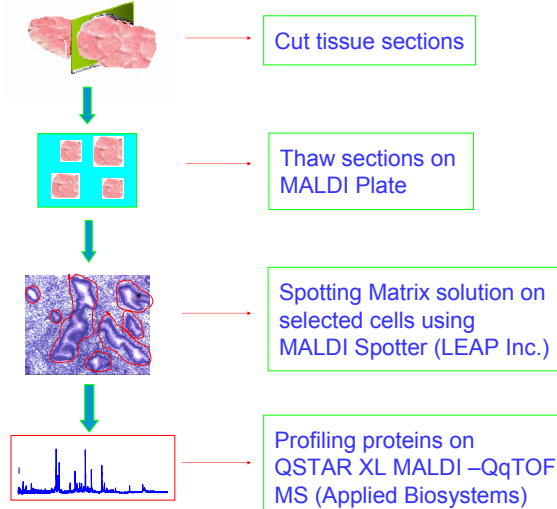 Cut tissue sections
Thaw sections on
MALDI Plate
Spotting Matrix solution on
selected cells using
MALDI Spotter (LEAP Inc.)
Profiling proteins on
QSTAR XL MALDI –QqTOF
MS (Applied Biosystems)